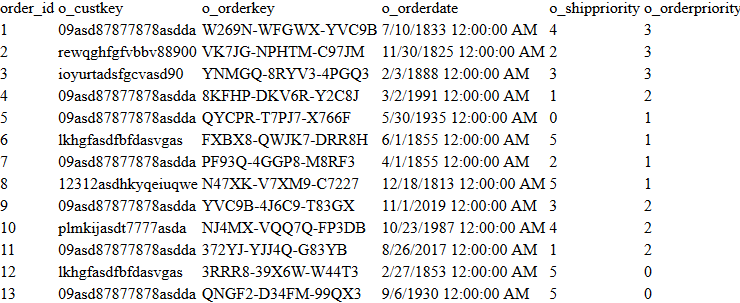 order_id o_custkey o_orderkey o_orderdate o_shippriority o_orderpriority
1 09asd87877878asdda W269N-WFGWX-YVC9B 7/10/1833 12:00:00 AM 4 3
2 rewqghfgfvbbv88900 VK7JG-NPHTM-C97JM 11/30/1825 12:00:00 AM 2 3
3 ioyurtadsfgcvasd90 YNMGQ-8RYV3-4PGQ3 2/3/1888 12:00:00 AM 3 3
4 09asd87877878asdda 8KFHP-DKV6R-Y2C8J 3/2/1991 12:00:00 AM 1 2
5 09asd87877878asdda QYCPR-T7PJ7-X766F 5/30/1935 12:00:00 AM 0 1
6 lkhgfasdfbfdasvgas FXBX8-QWJK7-DRR8H 6/1/1855 12:00:00 AM 5 1
7 09asd87877878asdda PF93Q-4GGP8-M8RF3 4/1/1855 12:00:00 AM 2 1
8 12312asdhkyqeiuqwe N47XK-V7XM9-C7227 12/18/1813 12:00:00 AM 5 1
9 09asd87877878asdda YVC9B-4J6C9-T83GX 11/1/2019 12:00:00 AM 3 2
10 plmkijasdt7777asda NJ4MX-VQQ7Q-FP3DB 10/23/1987 12:00:00 AM 4 2
11 09asd87877878asdda 372YJ-YJJ4Q-G83YB 8/26/2017 12:00:00 AM 1 2
12 lkhgfasdfbfdasvgas 3RRR8-39X6W-W44T3 2/27/1853 12:00:00 AM 5 0
13 09asd87877878asdda QNGF2-D34FM-99QX3 9/6/1930 12:00:00 AM 5 0